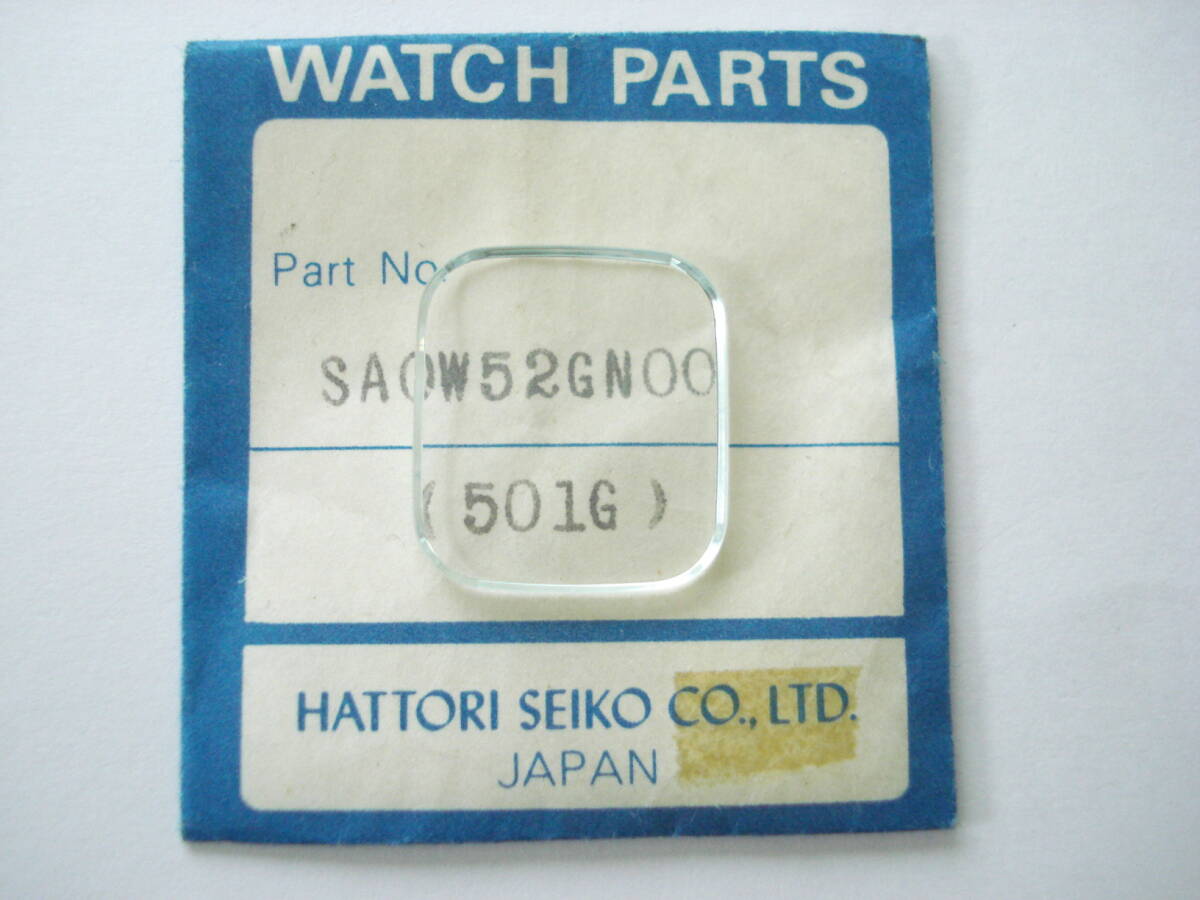 WATCH PARTS
Part No.
SA0W52GN00
(501G)
HATTORI SEIKO CO., LTD.
JAPAN